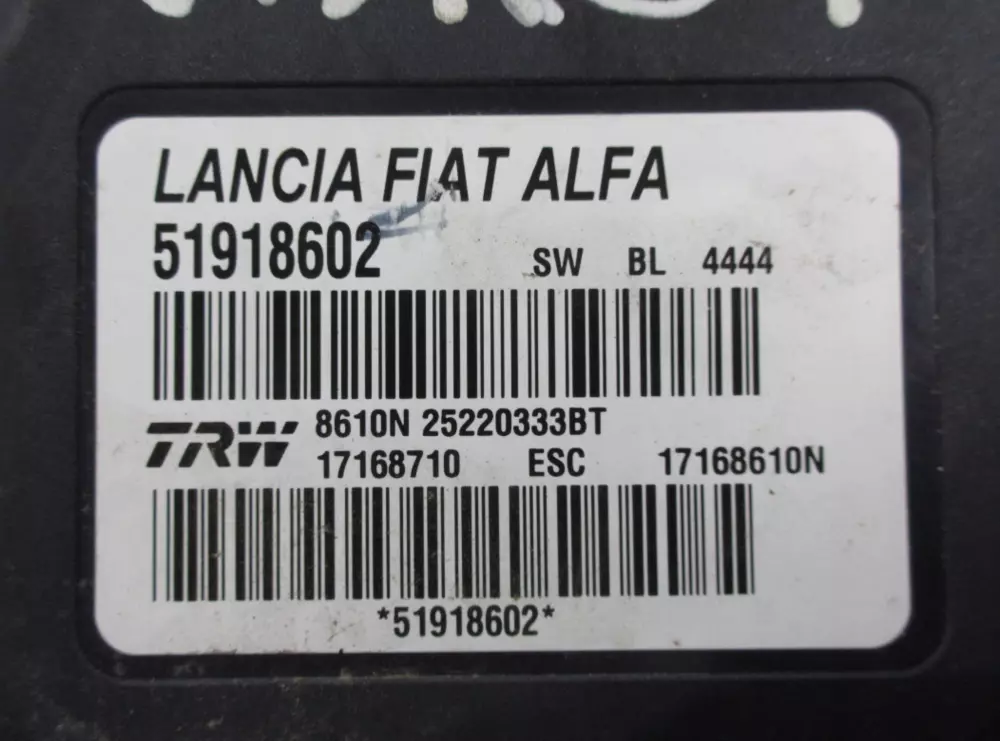 LANCIA FIAT ALFA
51918602 SW BL 4444
TRW 8610N 25220333BT
17168710 ESC 17168610N
*51918602*